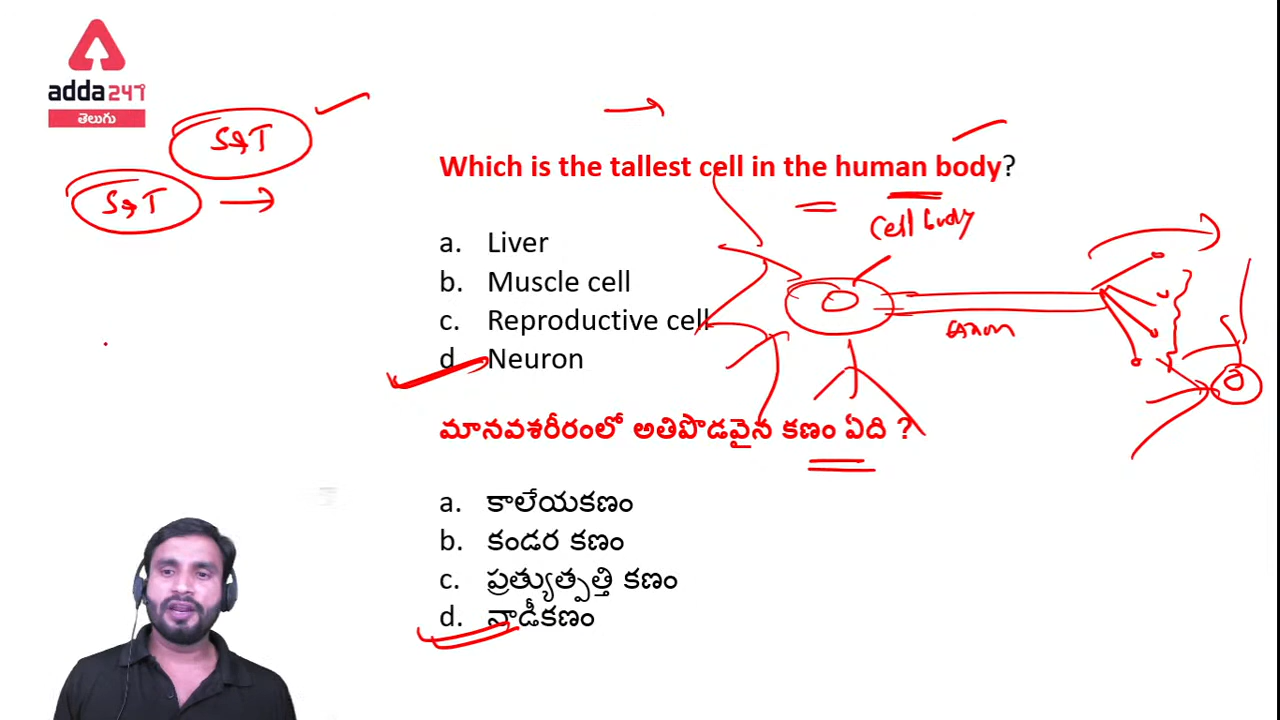 adda247
తెలుగు
S&T
S&T
Which is the tallest cell in the human body?
Cell body
a. Liver
b. Muscle cell
c. Reproductive cell
axon
d. Neuron
మానవశరీరంలో అతిపొడవైన కణం ఏది ?
a. కాలేయకణం
b. కండర కణం
c. ప్రత్యుత్పత్తి కణం
d. నాడీకణం